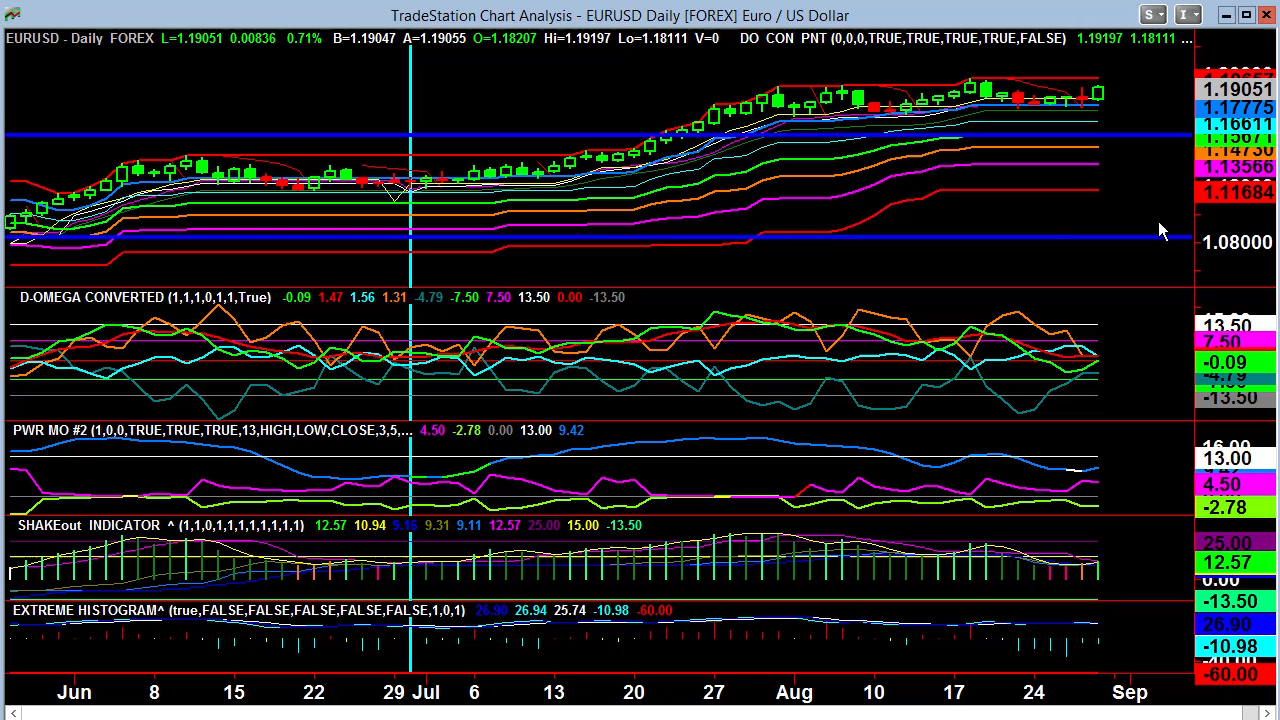 TradeStation Chart Analysis - EURUSD Daily [FOREX] Euro / US Dollar
S I
EURUSD - Daily FOREX L=1.19051 0.00836 0.71% B=1.19047 A=1.19055 O=1.18207 Hi=1.19197 Lo=1.18111 V=0 DO CON PNT (0,0,0,TRUE,TRUE,TRUE,TRUE,FALSE) 1.19197 1.18111 ...
1.19051
1.17775
1.16611
1.13566
1.11684
1.08000
D-OMEGA CONVERTED (1,1,1,0,1,1,True) -0.09 1.47 1.56 1.31 -4.79 -7.50 7.50 13.50 0.00 -13.50
13.50
7.50
-0.09
-4.79
-13.50
PWR MO #2 (1,0,0,TRUE,TRUE,TRUE,13,HIGH,LOW,CLOSE,3,5,... 4.50 -2.78 0.00 13.00 9.42
16.00
13.00
4.50
-2.78
SHAKEout INDICATOR ^ (1,1,0,1,1,1,1,1,1,1,1) 12.57 10.94 9.16 9.31 9.11 12.57 25.00 15.00 -13.50
25.00
12.57
0.00
-13.50
EXTREME HISTOGRAM^ (true,FALSE,FALSE,FALSE,FALSE,FALSE,1,0,1) 26.90 26.94 25.74 -10.98 -60.00
26.90
-10.98
-60.00
Jun 8 15 22 29 Jul 6 13 20 27 Aug 10 17 24 Sep